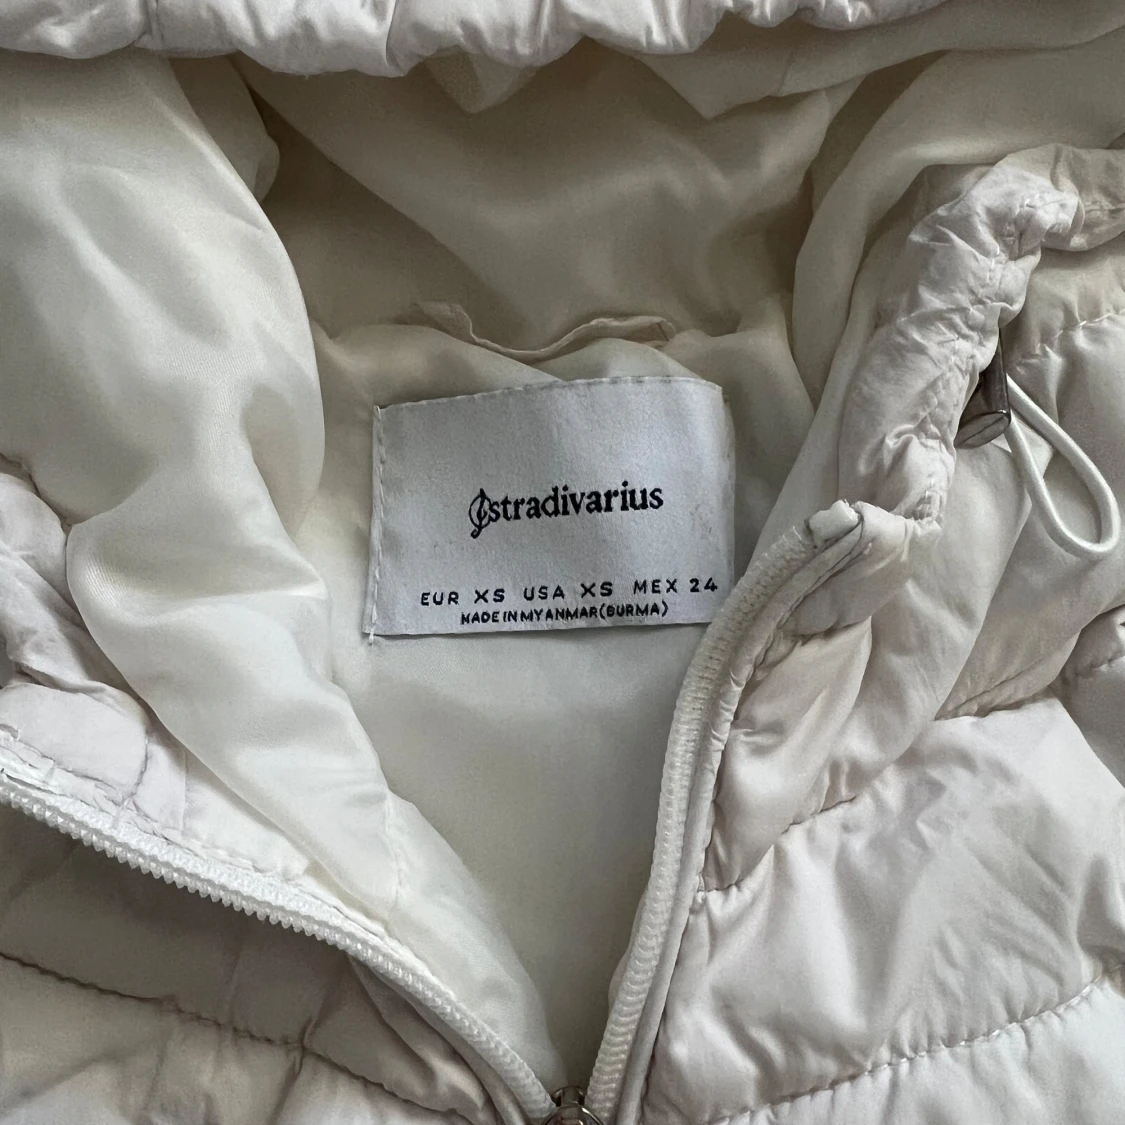 stradivarius
EUR XS USA XS MEX 24
MADE IN MYANMAR(BURMA)